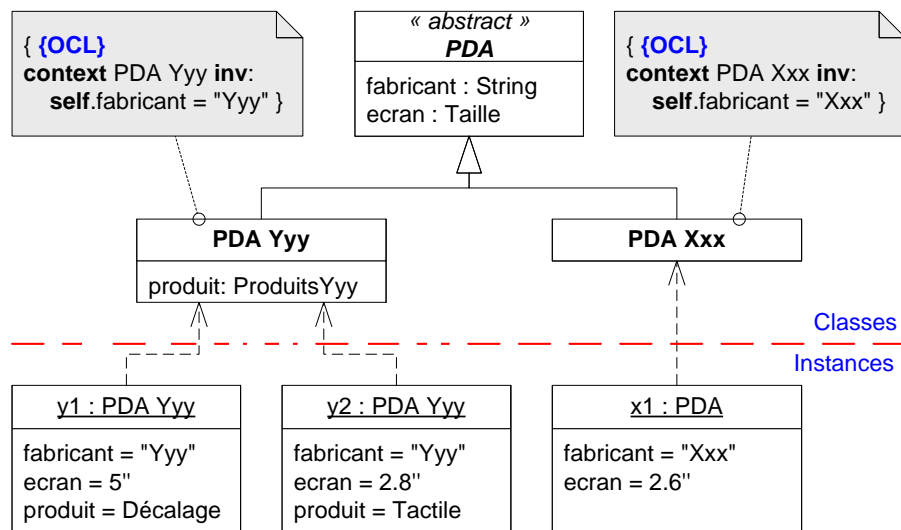 { {OCL}
context PDA Yyy inv:
self.fabricant = "Yyy" }
« abstract »
PDA
fabricant : String
ecran : Taille
{ {OCL}
context PDA Xxx inv:
self.fabricant = "Xxx" }
PDA Yyy
produit: ProduitsYyy
PDA Xxx
Classes
Instances
y1 : PDA Yyy
fabricant = "Yyy"
ecran = 5"
produit = Décalage
y2 : PDA Yyy
fabricant = "Yyy"
ecran = 2.8"
produit = Tactile
x1 : PDA
fabricant = "Xxx"
ecran = 2.6"